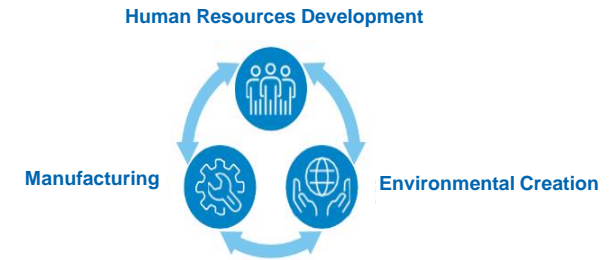 Human Resources Development
Manufacturing
Environmental Creation